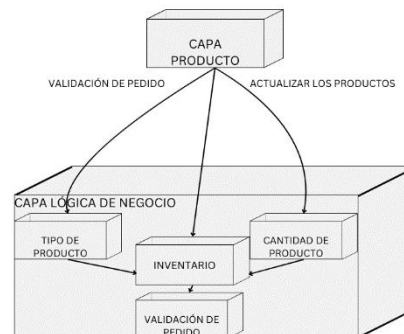 CAPA
PRODUCTO
VALIDACIÓN DE PEDIDO
ACTUALIZAR LOS PRODUCTOS
CAPA LÓGICA DE NEGOCIO
TIPO DE
PRODUCTO
CANTIDAD DE
PRODUCTO
INVENTARIO
VALIDACIÓN DE
PEDIDO